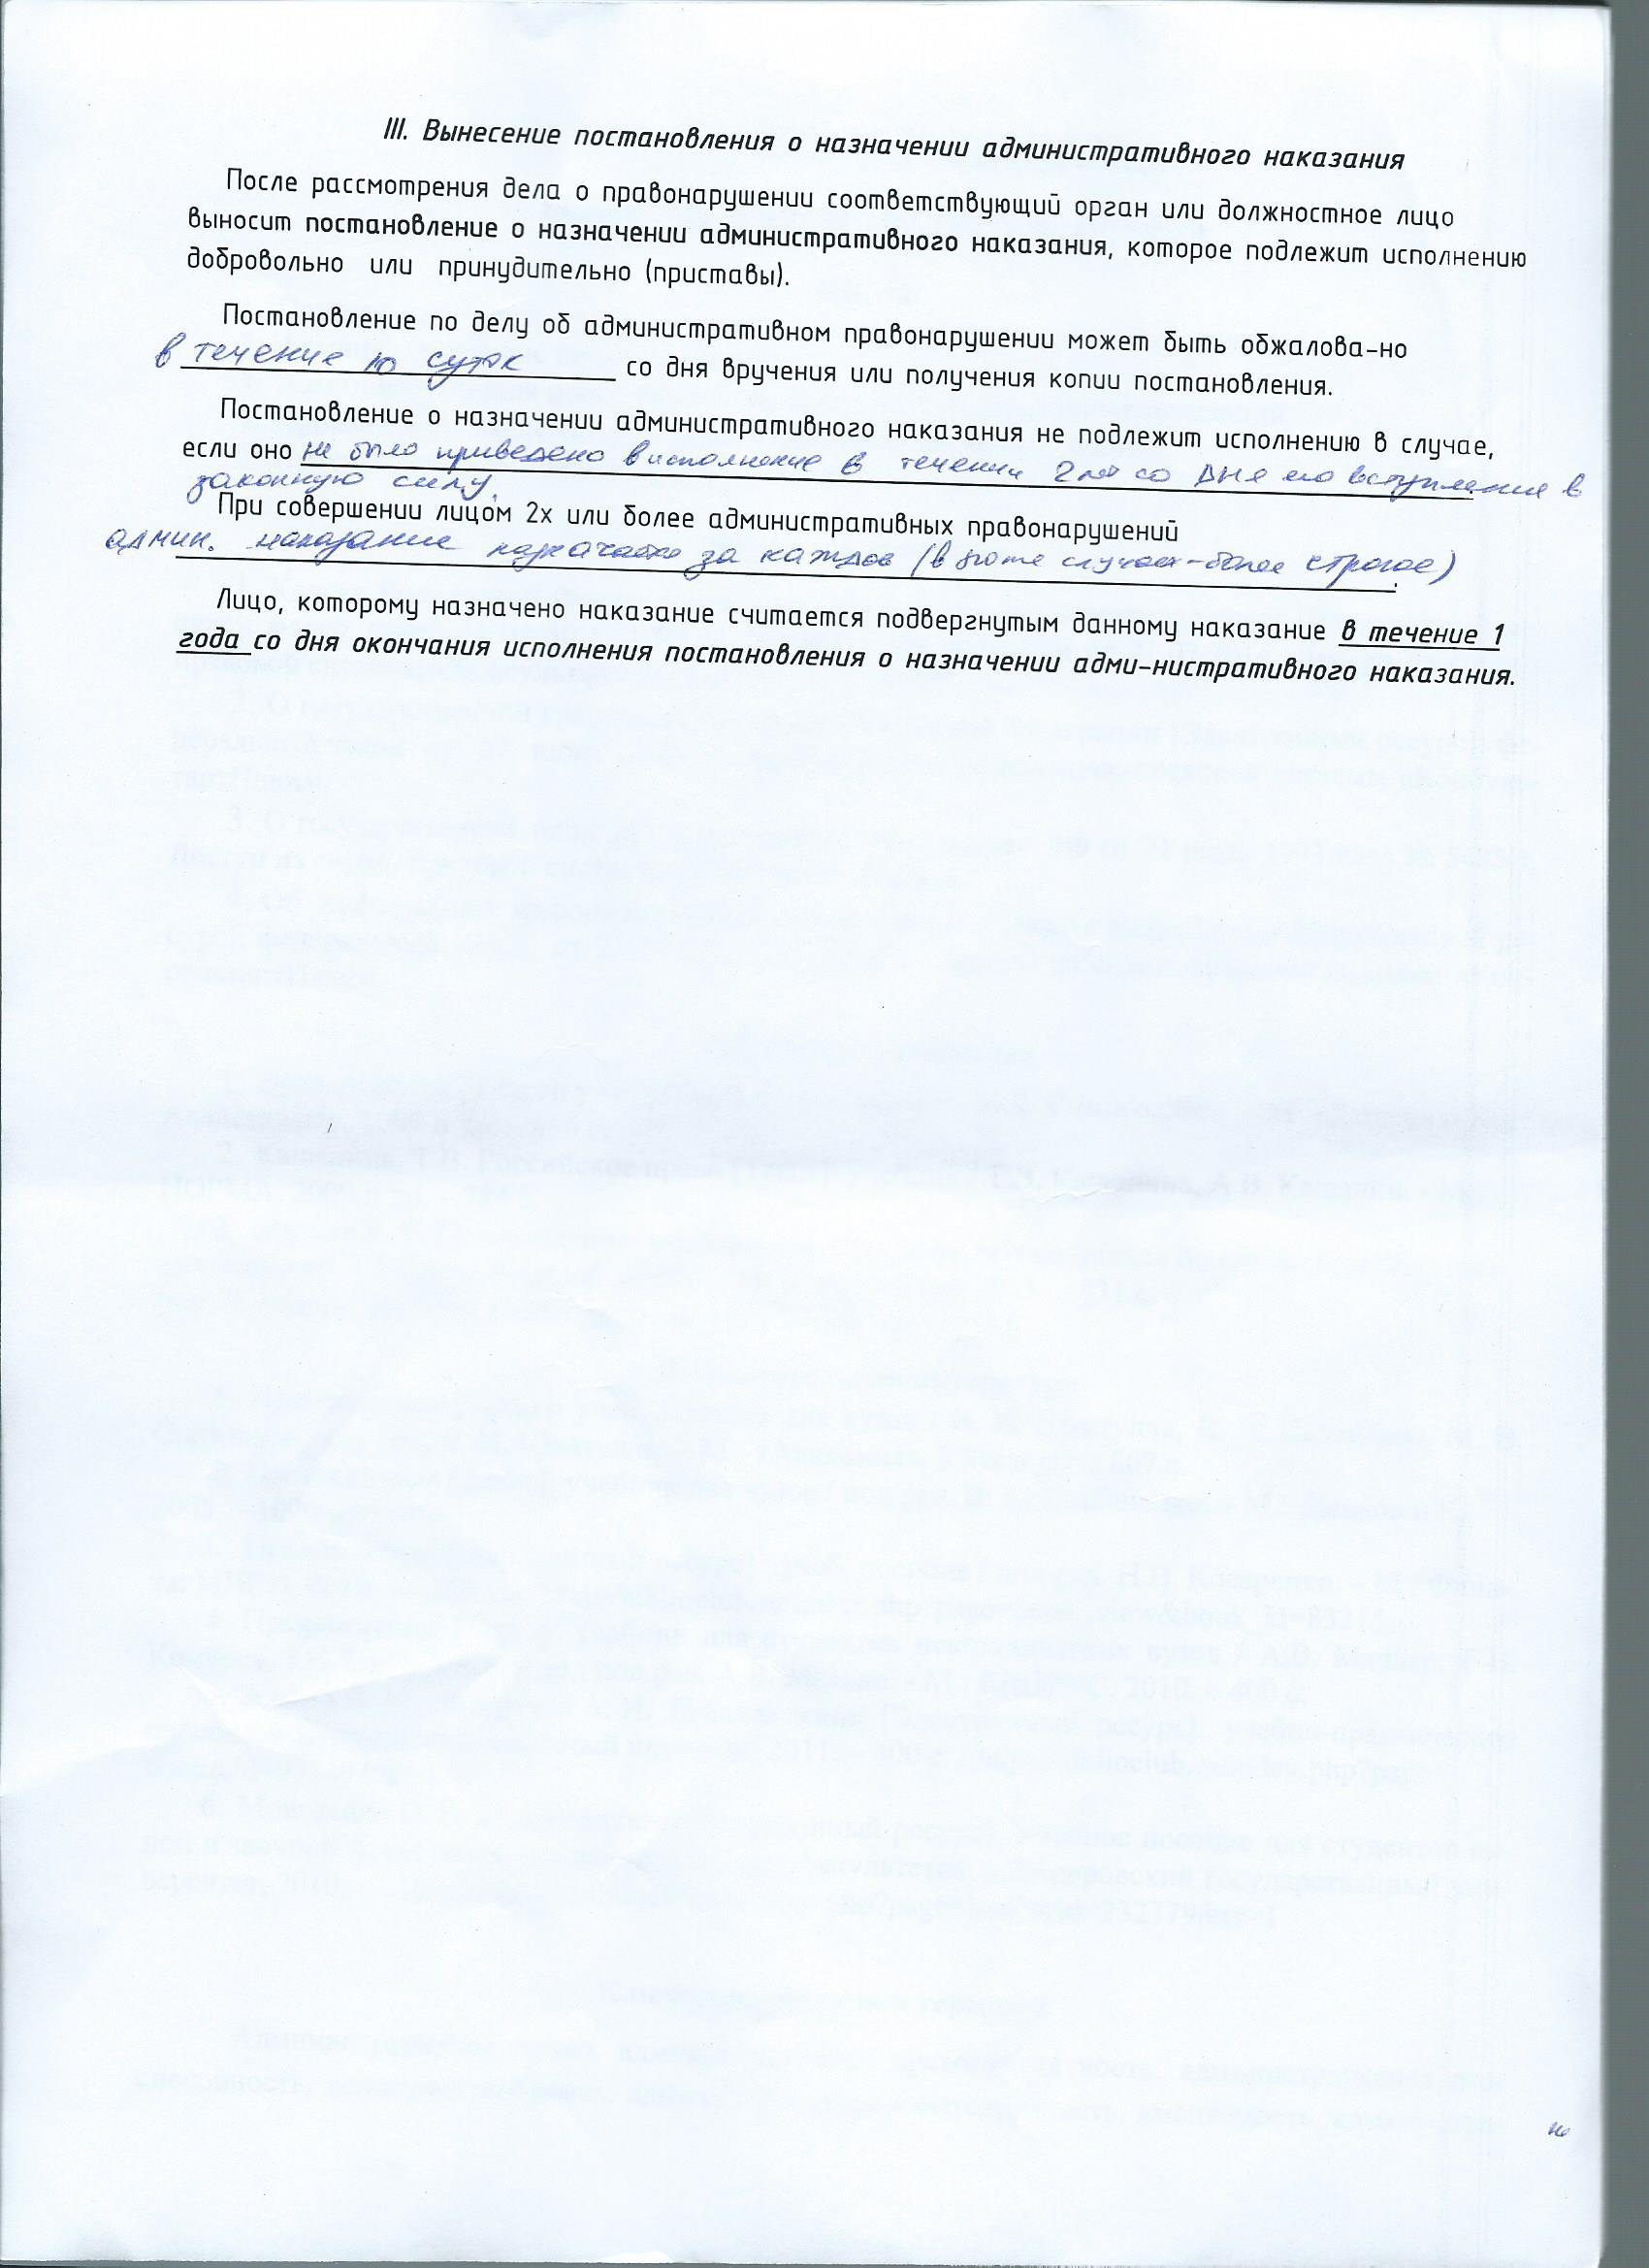 III. Вынесение постановления о назначении административного наказания
После рассмотрения дела о правонарушении соответствующий орган или должностное лицо
выносит постановление о назначении административного наказания, которое подлежит исполнению
добровольно или принудительно (приставы).
Постановление по делу об административном правонарушении может быть обжалова-но
в течение 10 суток со дня вручения или получения копии постановления.
Постановление о назначении административного наказания не подлежит исполнению в случае,
если оно не было приведено в исполнение в течении 2 лет со дня его вступления в
законную силу.
При совершении лицом 2х или более административных правонарушений
админ. наказание назначается за каждое (в случаях - более строгое)
Лицо, которому назначено наказание считается подвергнутым данному наказание в течение 1
года со дня окончания исполнения постановления о назначении адми-нистративного наказания.